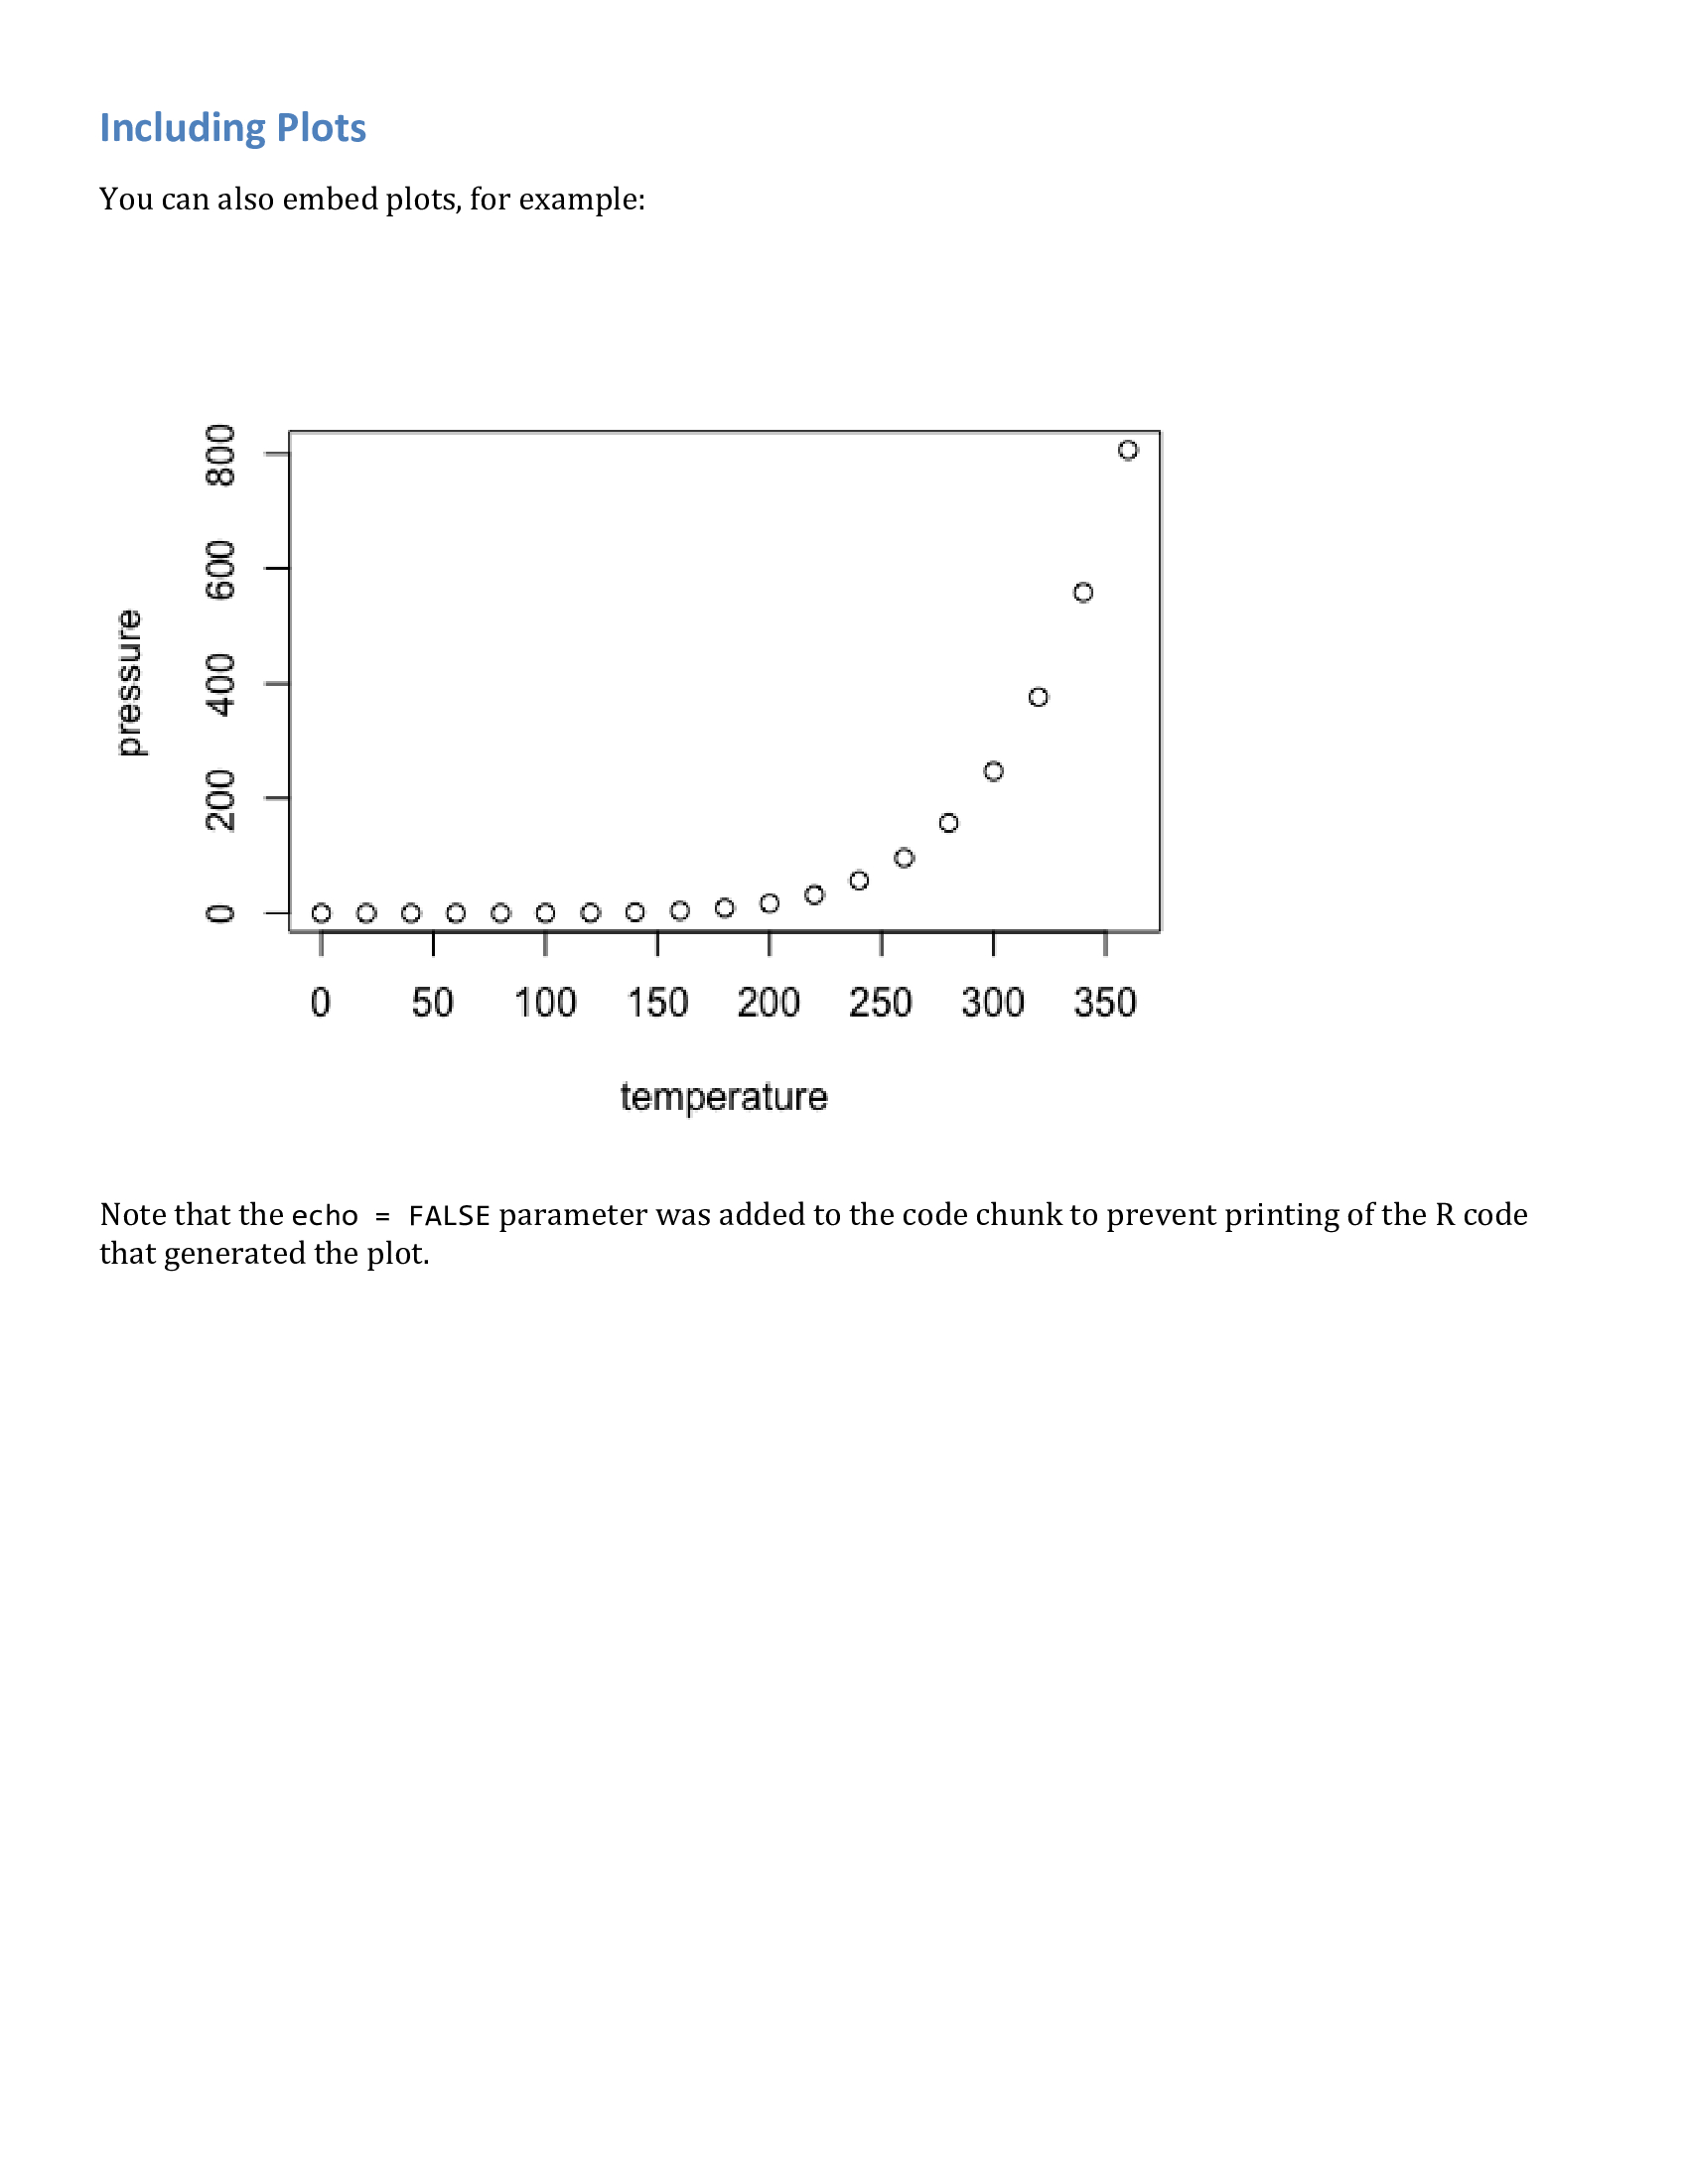 Including Plots
You can also embed plots, for example:
800
600
400
200
0
pressure
0 50 100 150 200 250 300 350
temperature
Note that the echo = FALSE parameter was added to the code chunk to prevent printing of the R code
that generated the plot.